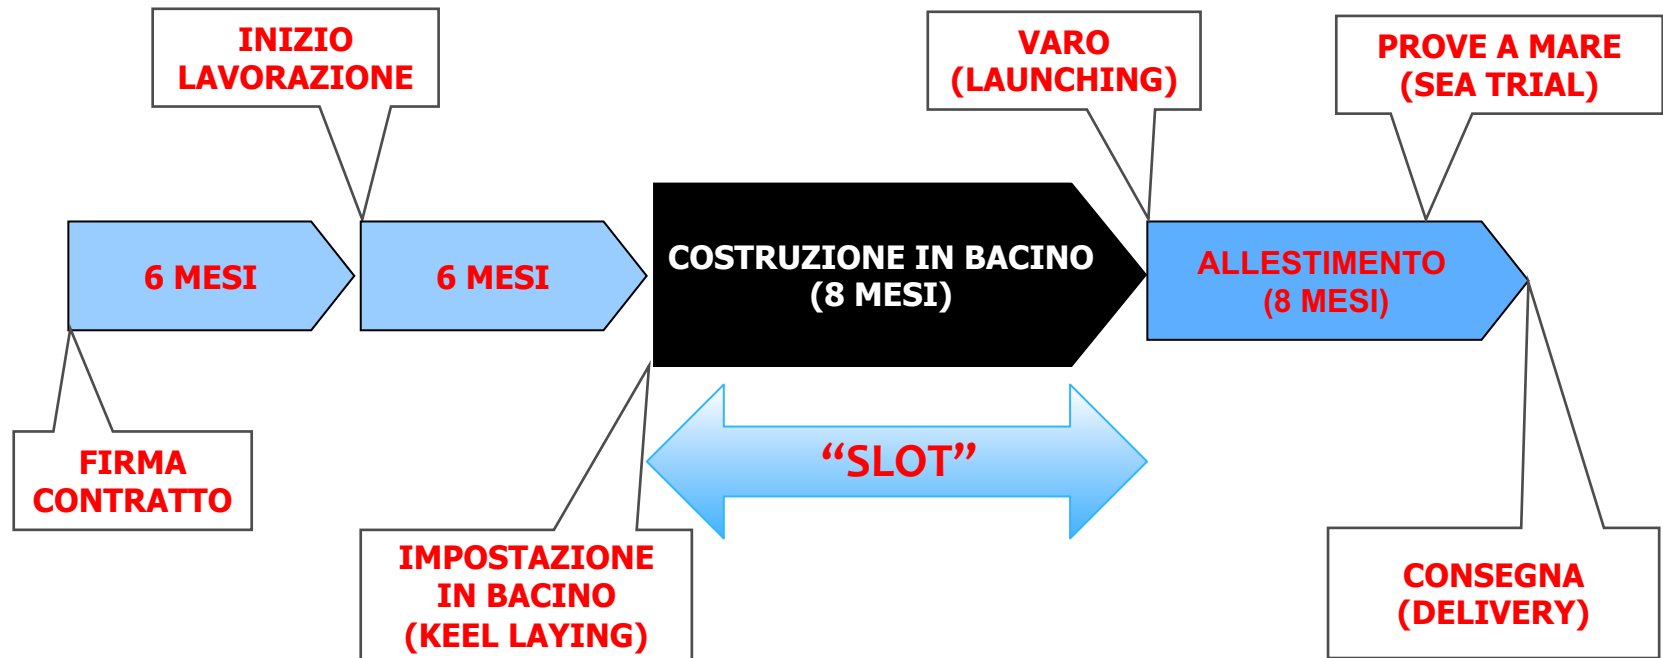 INIZIO
LAVORAZIONE
VARO
(LAUNCHING)
PROVE A MARE
(SEA TRIAL)
6 MESI
6 MESI
COSTRUZIONE IN BACINO
(8 MESI)
ALLESTIMENTO
(8 MESI)
“SLOT”
FIRMA
CONTRATTO
IMPOSTAZIONE
IN BACINO
(KEEL LAYING)
CONSEGNA
(DELIVERY)